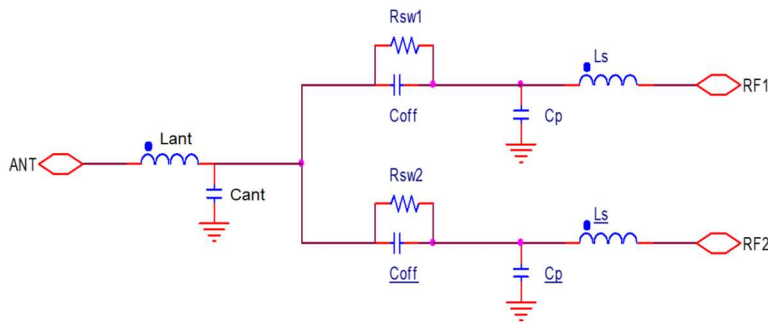 Rsw1
Ls
RF1
Coff
Cp
Lant
ANT
Cant
Rsw2
Ls
RF2
Coff
Cp